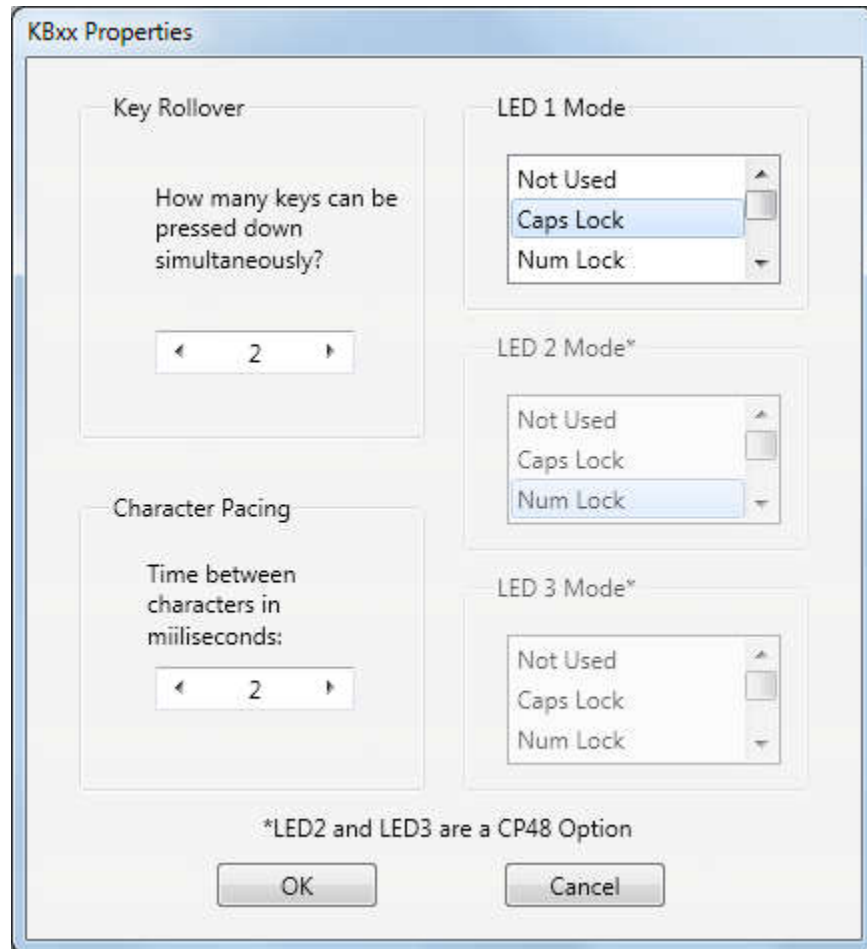 KBxx Properties
Key Rollover
How many keys can be
pressed down
simultaneously?
2
Character Pacing
Time between
characters in
miiliseconds:
2
LED 1 Mode
Not Used
Caps Lock
Num Lock
LED 2 Mode*
Not Used
Caps Lock
Num Lock
LED 3 Mode*
Not Used
Caps Lock
Num Lock
*LED2 and LED3 are a CP48 Option
OK
Cancel